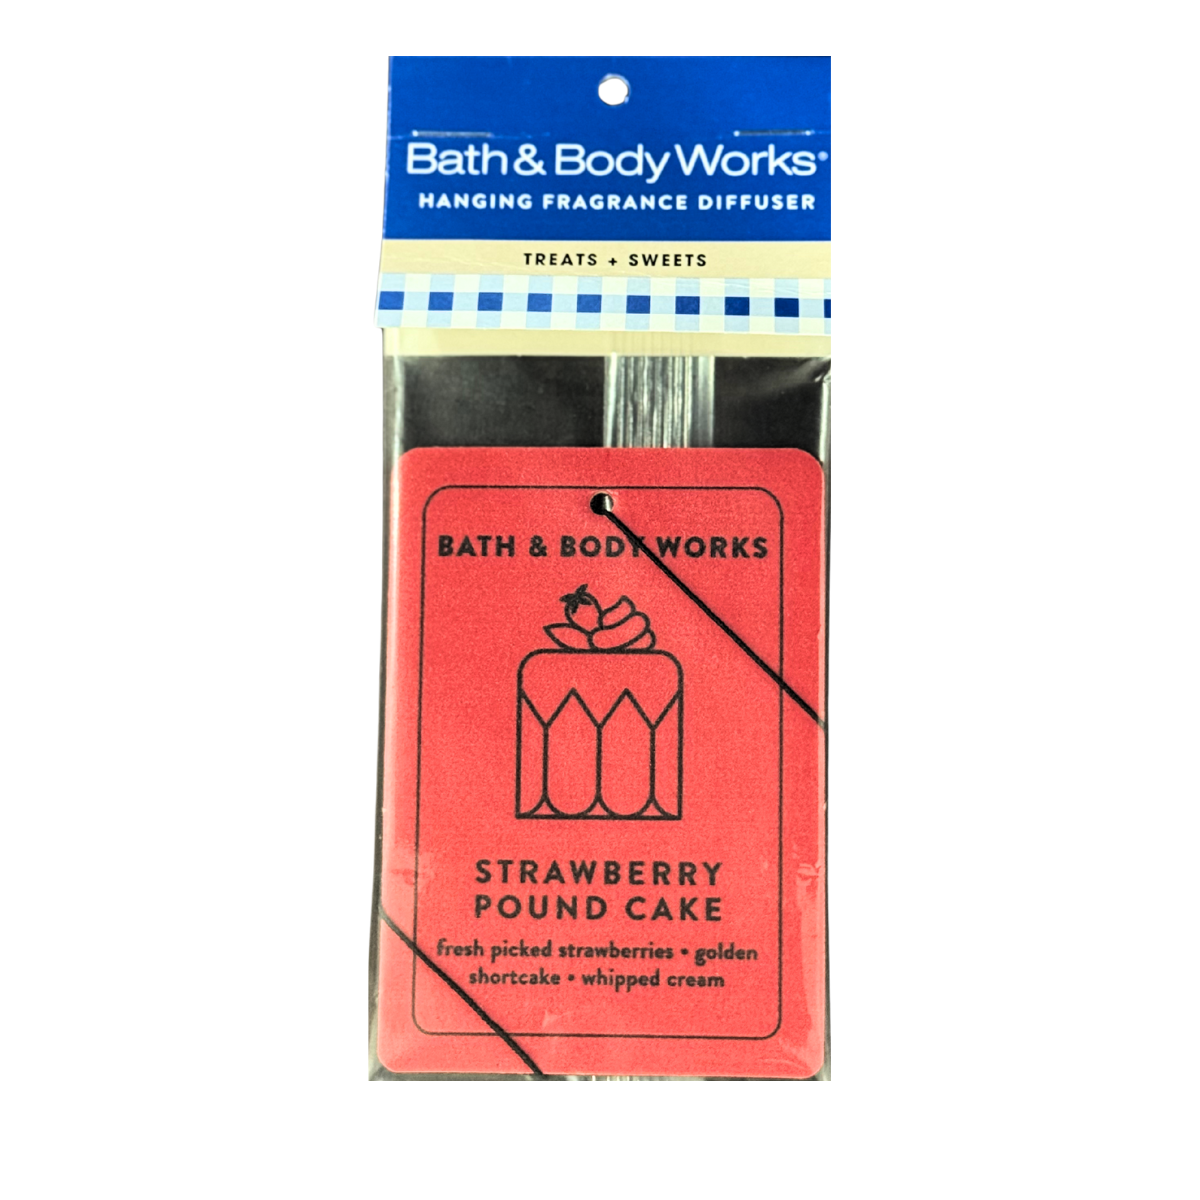 Bath & Body Works®
HANGING FRAGRANCE DIFFUSER
TREATS + SWEETS
BATH & BODY WORKS
STRAWBERRY
POUND CAKE
fresh picked strawberries • golden
shortcake • whipped cream